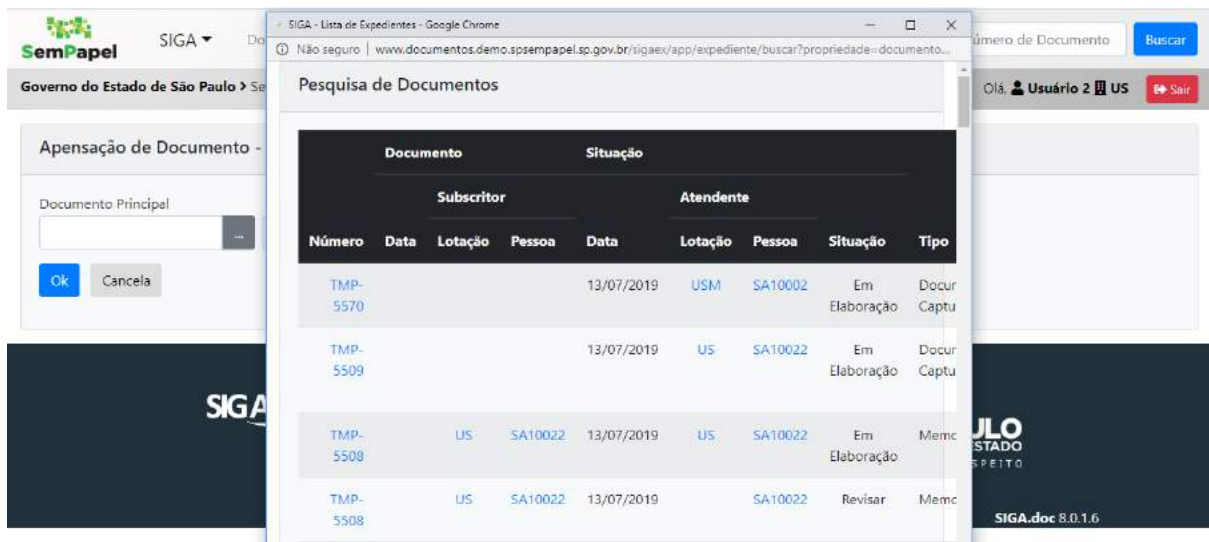 SIGA - Lista de Expedientes - Google Chrome
SemPapel
SIGA
Do
Não seguro | www.documentos.demo.spsempapel.sp.gov.br/sigaex/app/expediente/buscar?propriedade=documento...
úmero de Documento
Buscar
Governo do Estado de São Paulo > Se
Olá, Usuário 2 US
Sair
Apensação de Documento -
Documento Principal
...
Ok
Cancela
Pesquisa de Documentos
Documento Situação
Subscritor Atendente
Número Data Lotação Pessoa Data Lotação Pessoa Situação Tipo
TMP- 13/07/2019 USM SA10002 Em Docur
5570 Elaboração Captu
TMP- 13/07/2019 US SA10022 Em Docur
5509 Elaboração Captu
TMP- US SA10022 13/07/2019 US SA10022 Em Memc
5508 Elaboração
TMP- US SA10022 13/07/2019 SA10022 Revisar Memc
5508
SIGA
ULO
ESTADO
SPEITO
SIGA.doc 8.0.1.6